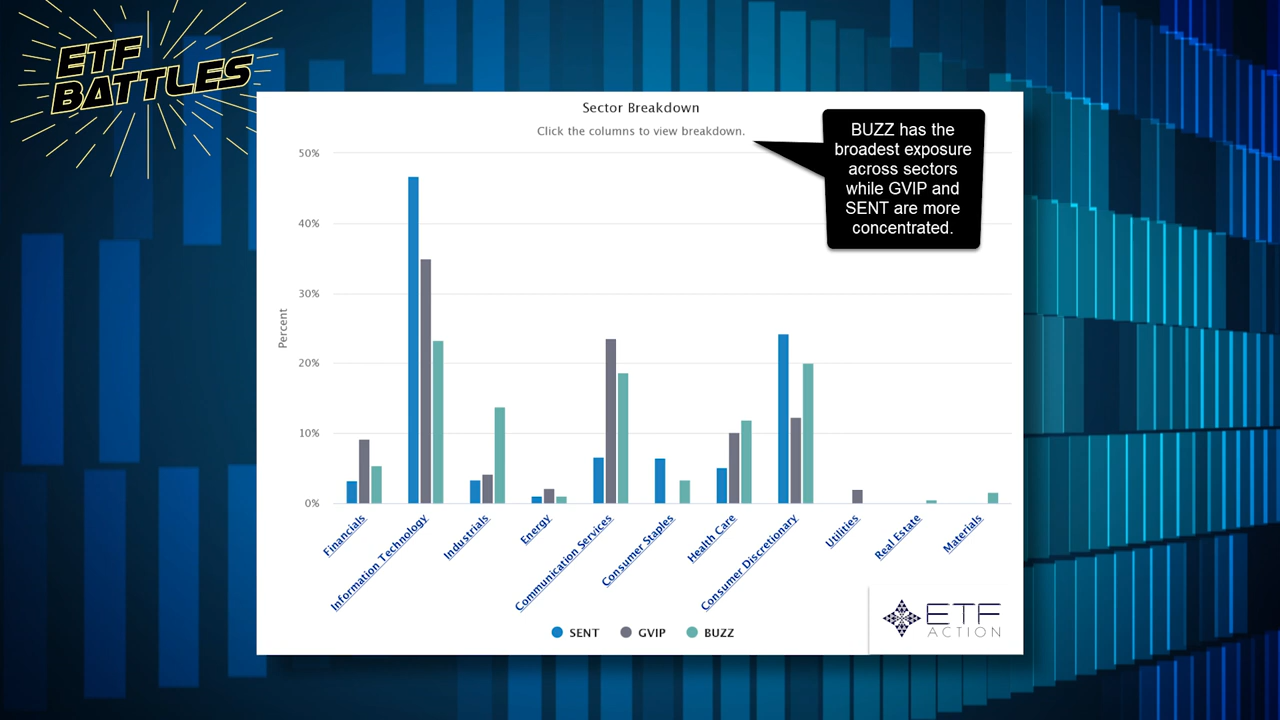 ETF
BATTLES
Sector Breakdown
Click the columns to view breakdown.
BUZZ has the
broadest exposure
across sectors
while GVIP and
SENT are more
concentrated.
50%
40%
30%
20%
10%
0%
Percent
Financials
Information Technology
Industrials
Energy
Communication Services
Consumer Staples
Health Care
Consumer Discretionary
Utilities
Real Estate
Materials
SENT GVIP BUZZ
ETF
ACTION